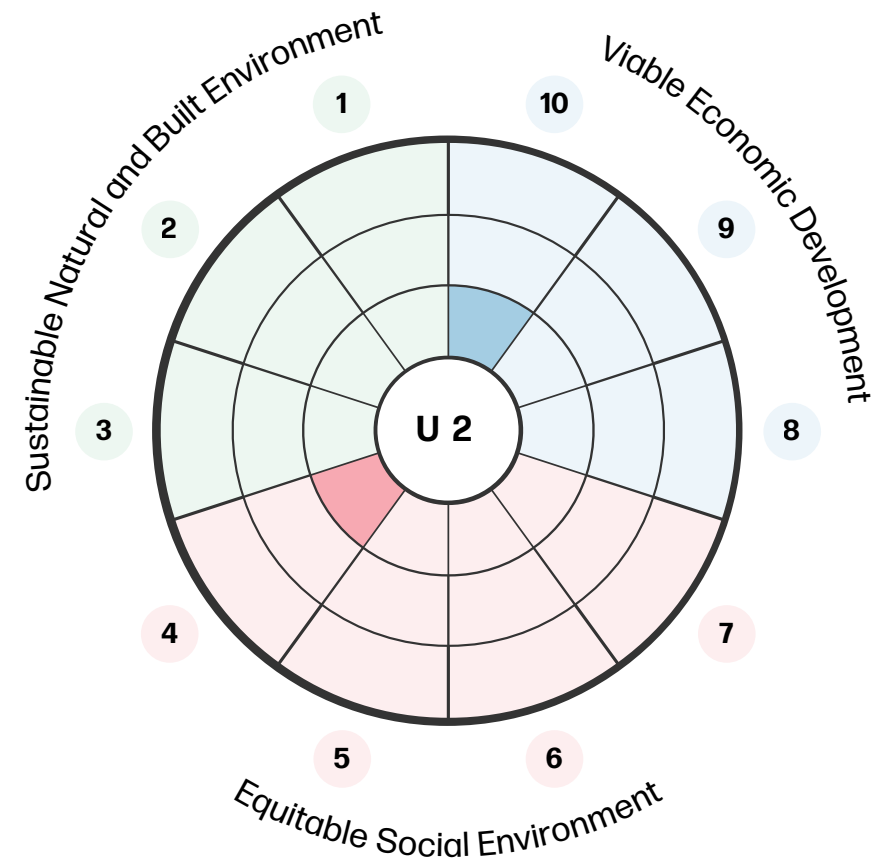 Sustainable Natural and Built Environment
Viable Economic Development
1
10
2
9
U 2
3
8
4
7
5
6
Equitable Social Environment